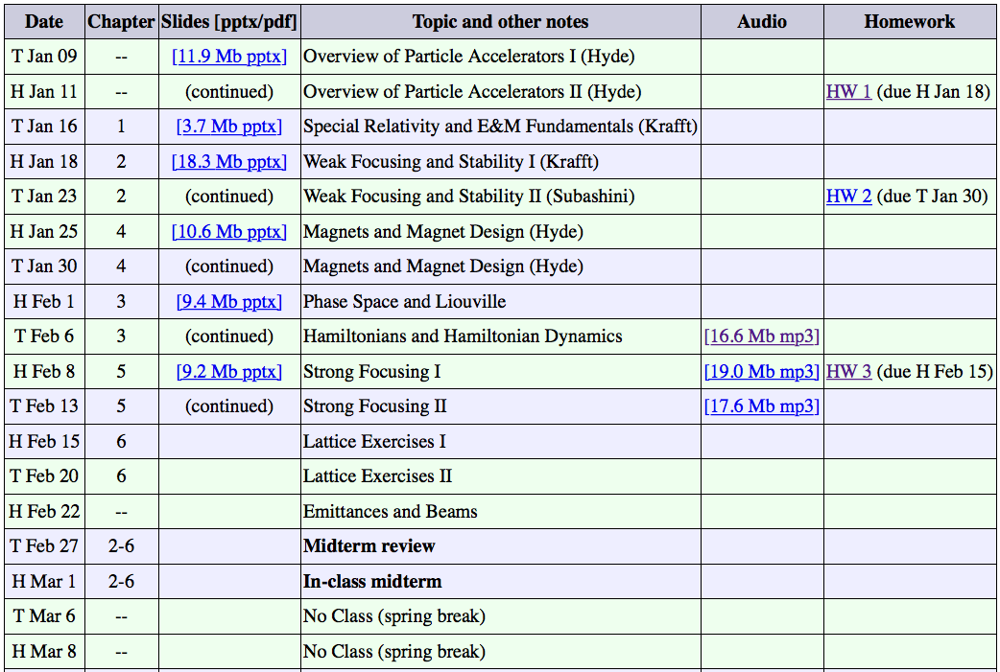 Date Chapter Slides [pptx/pdf] Topic and other notes Audio Homework
T Jan 09 -- [11.9 Mb pptx] Overview of Particle Accelerators I (Hyde)
H Jan 11 -- (continued) Overview of Particle Accelerators II (Hyde) HW 1 (due H Jan 18)
T Jan 16 1 [3.7 Mb pptx] Special Relativity and E&M Fundamentals (Krafft)
H Jan 18 2 [18.3 Mb pptx] Weak Focusing and Stability I (Krafft)
T Jan 23 2 (continued) Weak Focusing and Stability II (Subashini) HW 2 (due T Jan 30)
H Jan 25 4 [10.6 Mb pptx] Magnets and Magnet Design (Hyde)
T Jan 30 4 (continued) Magnets and Magnet Design (Hyde)
H Feb 1 3 [9.4 Mb pptx] Phase Space and Liouville
T Feb 6 3 (continued) Hamiltonians and Hamiltonian Dynamics [16.6 Mb mp3]
H Feb 8 5 [9.2 Mb pptx] Strong Focusing I [19.0 Mb mp3] HW 3 (due H Feb 15)
T Feb 13 5 (continued) Strong Focusing II [17.6 Mb mp3]
H Feb 15 6 Lattice Exercises I
T Feb 20 6 Lattice Exercises II
H Feb 22 -- Emittances and Beams
T Feb 27 2-6 Midterm review
H Mar 1 2-6 In-class midterm
T Mar 6 -- No Class (spring break)
H Mar 8 -- No Class (spring break)